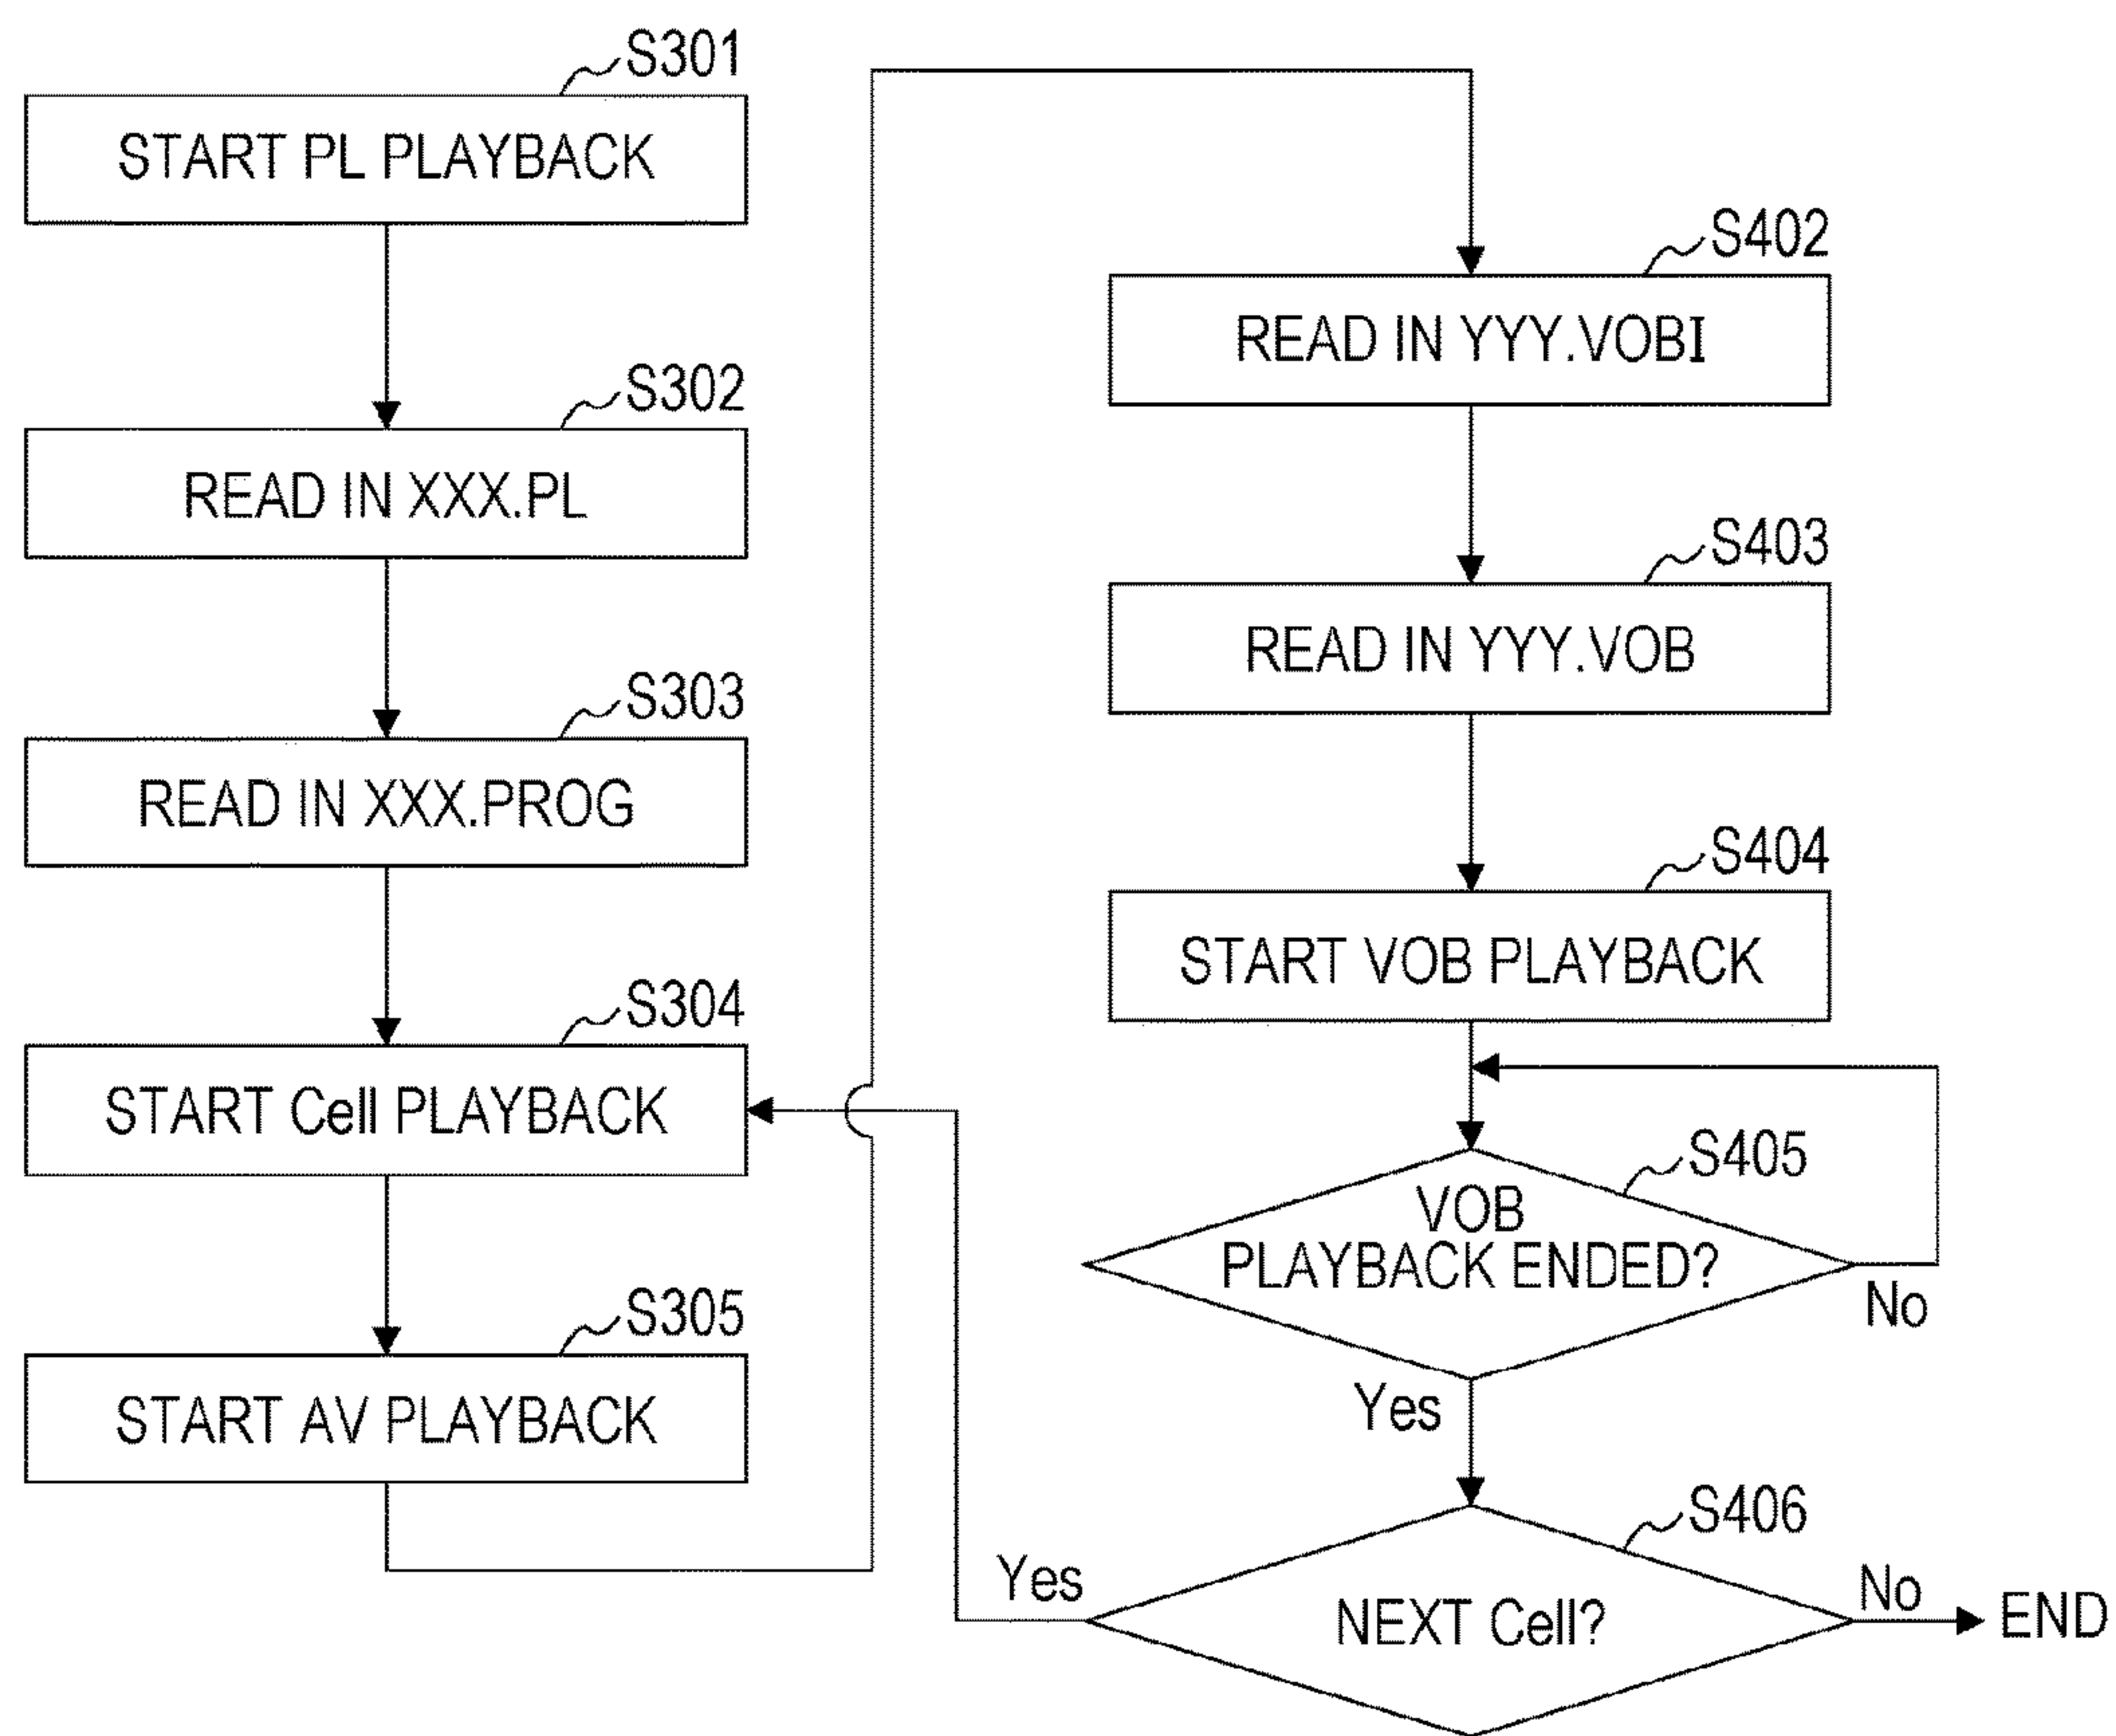 S301
START PL PLAYBACK
S302
READ IN XXX.PL
S303
READ IN XXX.PROG
S304
START Cell PLAYBACK
S305
START AV PLAYBACK
S402
READ IN YYY.VOBI
S403
READ IN YYY.VOB
S404
START VOB PLAYBACK
S405
VOB
PLAYBACK ENDED?
No
Yes
S406
Yes
NEXT Cell?
No
END